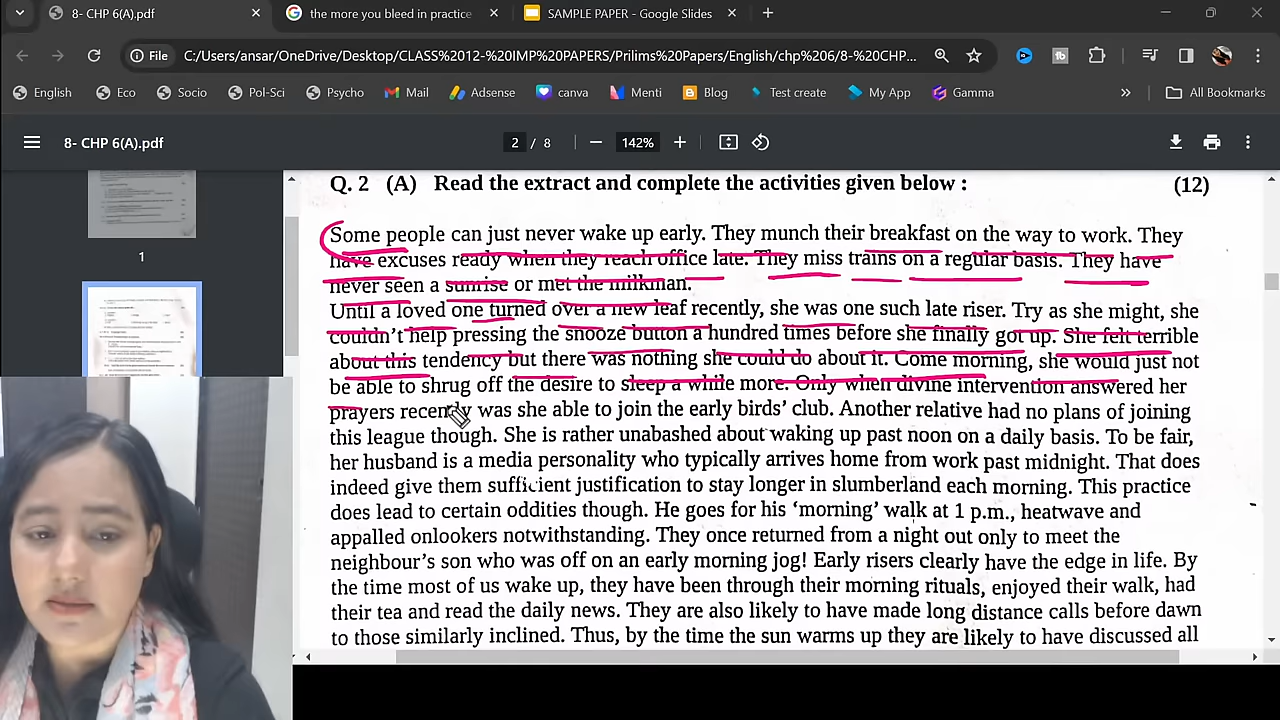 8- CHP 6(A).pdf
the more you bleed in practice
SAMPLE PAPER - Google Slides
File
C:/Users/ansar/OneDrive/Desktop/CLASS%2012-%20IMP%20PAPERS/Prilims%20Papers/English/chp%206/8-%20CHP...
English
Eco
Socio
Pol-Sci
Psycho
Mail
Adsense
canva
Menti
Blog
Test create
My App
Gamma
All Bookmarks
8- CHP 6(A).pdf
2 / 8
142%
1
Q. 2 (A) Read the extract and complete the activities given below : (12)
Some people can just never wake up early. They munch their breakfast on the way to work. They
have excuses ready when they reach office late. They miss trains on a regular basis. They have
never seen a sunrise or met the milkman.
Until a loved one turned over a new leaf recently, she was one such late riser. Try as she might, she
couldn't help pressing the snooze button a hundred times before she finally got up. She felt terrible
about his tendency but there was nothing she could do about it. Come morning, she would just not
be able to shrug off the desire to sleep a while more. Only when divine intervention answered her
prayers recently was she able to join the early birds' club. Another relative had no plans of joining
this league though. She is rather unabashed about waking up past noon on a daily basis. To be fair,
her husband is a media personality who typically arrives home from work past midnight. That does
indeed give them sufficient justification to stay longer in slumberland each morning. This practice
does lead to certain oddities though. He goes for his 'morning' walk at 1 p.m., heatwave and
appalled onlookers notwithstanding. They once returned from a night out only to meet the
neighbour's son who was off on an early morning jog! Early risers clearly have the edge in life. By
the time most of us wake up, they have been through their morning rituals, enjoyed their walk, had
their tea and read the daily news. They are also likely to have made long distance calls before dawn
to those similarly inclined. Thus, by the time the sun warms up they are likely to have discussed all